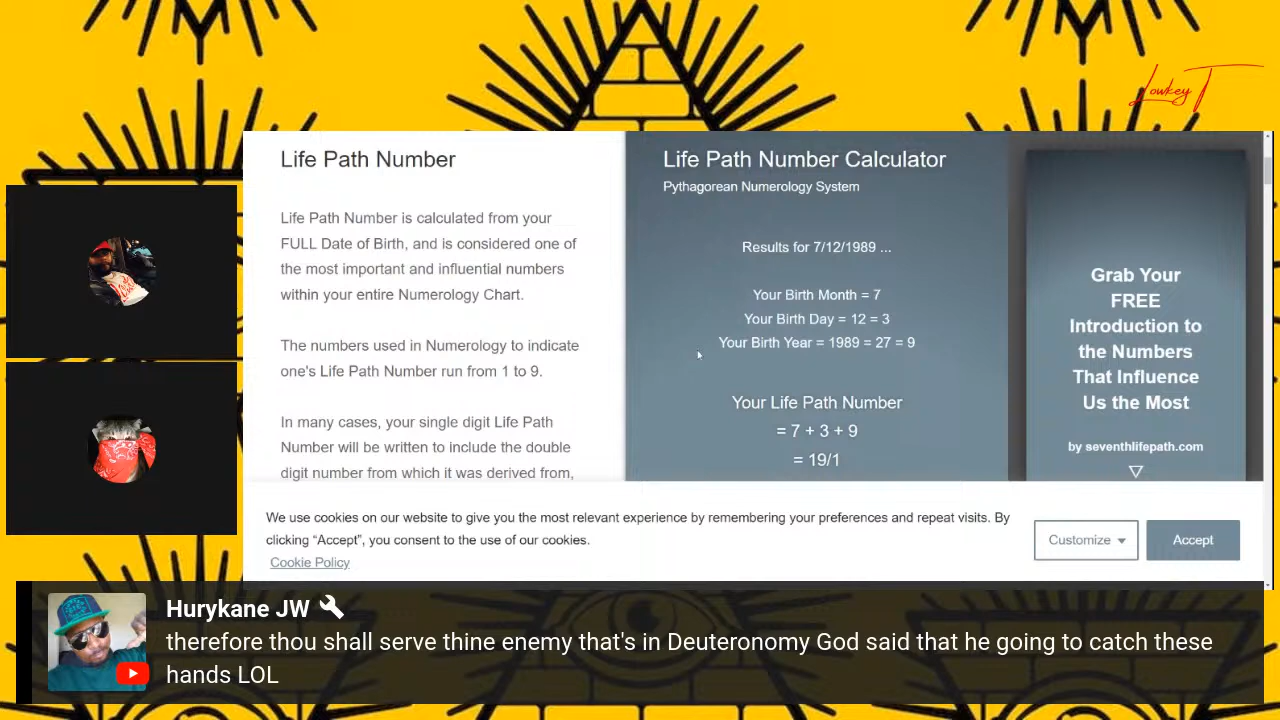 Lowkey T
Life Path Number
Life Path Number is calculated from your
FULL Date of Birth, and is considered one of
the most important and influential numbers
within your entire Numerology Chart.
The numbers used in Numerology to indicate
one's Life Path Number run from 1 to 9.
In many cases, your single digit Life Path
Number will be written to include the double
digit number from which it was derived from,
Life Path Number Calculator
Pythagorean Numerology System
Results for 7/12/1989 ...
Your Birth Month = 7
Your Birth Day = 12 = 3
Your Birth Year = 1989 = 27 = 9
Your Life Path Number
= 7 + 3 + 9
= 19/1
Grab Your
FREE
Introduction to
the Numbers
That Influence
Us the Most
by seventhlifepath.com
We use cookies on our website to give you the most relevant experience by remembering your preferences and repeat visits. By
clicking “Accept”, you consent to the use of our cookies.
Cookie Policy
Customize
Accept
Hurykane JW
therefore thou shall serve thine enemy that's in Deuteronomy God said that he going to catch these
hands LOL